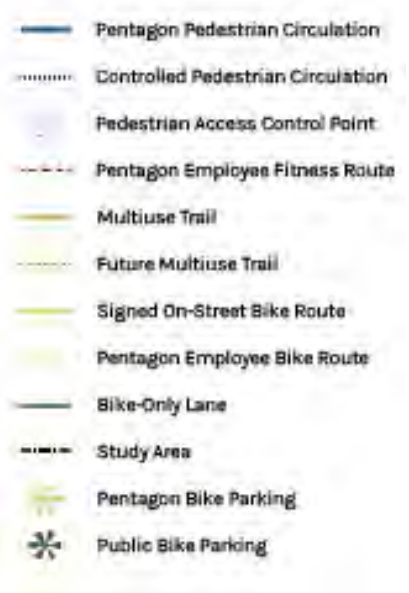 Pentagon Pedestrian Circulation
Controlled Pedestrian Circulation
Pedestrian Access Control Point
Pentagon Employee Fitness Route
Multiuse Trail
Future Multiuse Trail
Signed On-Street Bike Route
Pentagon Employee Bike Route
Bike-Only Lane
Study Area
Pentagon Bike Parking
Public Bike Parking